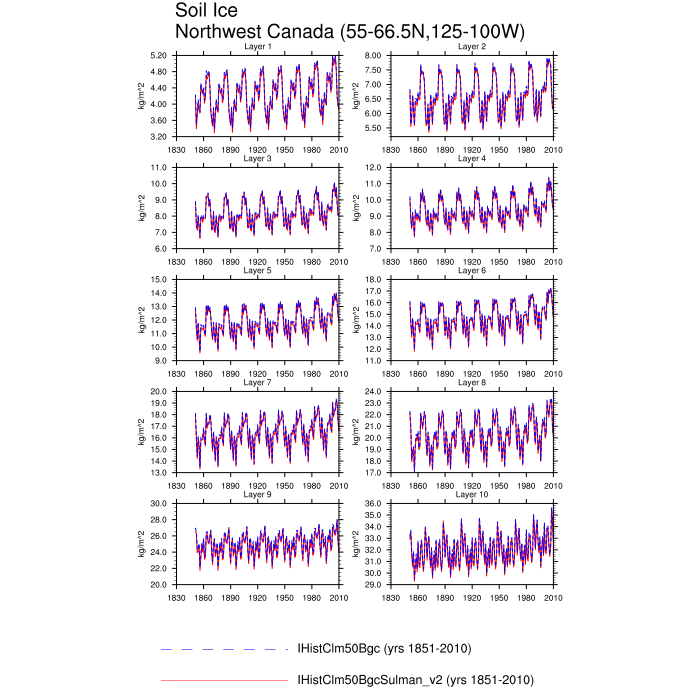 Soil Ice
Northwest Canada (55-66.5N,125-100W)
Layer 1
5.20
4.80
4.40
4.00
3.60
3.20
kg/m^2
1830 1860 1890 1920 1950 1980 2010
Layer 2
8.00
7.50
7.00
6.50
6.00
5.50
kg/m^2
1830 1860 1890 1920 1950 1980 2010
Layer 3
11.0
10.0
9.0
8.0
7.0
6.0
kg/m^2
1830 1860 1890 1920 1950 1980 2010
Layer 4
12.0
11.0
10.0
9.0
8.0
7.0
kg/m^2
1830 1860 1890 1920 1950 1980 2010
Layer 5
15.0
14.0
13.0
12.0
11.0
10.0
9.0
kg/m^2
1830 1860 1890 1920 1950 1980 2010
Layer 6
18.0
17.0
16.0
15.0
14.0
13.0
12.0
11.0
kg/m^2
1830 1860 1890 1920 1950 1980 2010
Layer 7
20.0
19.0
18.0
17.0
16.0
15.0
14.0
13.0
kg/m^2
1830 1860 1890 1920 1950 1980 2010
Layer 8
24.0
23.0
22.0
21.0
20.0
19.0
18.0
17.0
kg/m^2
1830 1860 1890 1920 1950 1980 2010
Layer 9
30.0
28.0
26.0
24.0
22.0
20.0
kg/m^2
1830 1860 1890 1920 1950 1980 2010
Layer 10
36.0
35.0
34.0
33.0
32.0
31.0
30.0
29.0
kg/m^2
1830 1860 1890 1920 1950 1980 2010
IHistClm50Bgc (yrs 1851-2010)
IHistClm50BgcSulman_v2 (yrs 1851-2010)